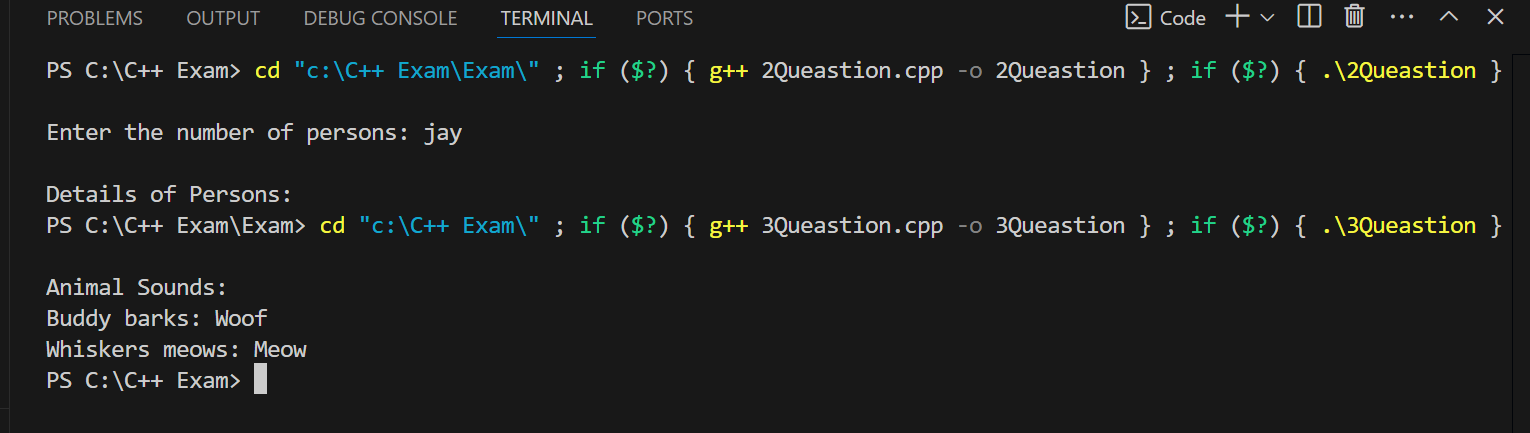 PROBLEMS OUTPUT DEBUG CONSOLE TERMINAL PORTS Code
PS C:\C++ Exam> cd "c:\C++ Exam\Exam\" ; if ($?) { g++ 2Queastion.cpp -o 2Queastion } ; if ($?) { .\2Queastion }
Enter the number of persons: jay
Details of Persons:
PS C:\C++ Exam\Exam> cd "c:\C++ Exam\" ; if ($?) { g++ 3Queastion.cpp -o 3Queastion } ; if ($?) { .\3Queastion }
Animal Sounds:
Buddy barks: Woof
Whiskers meows: Meow
PS C:\C++ Exam>